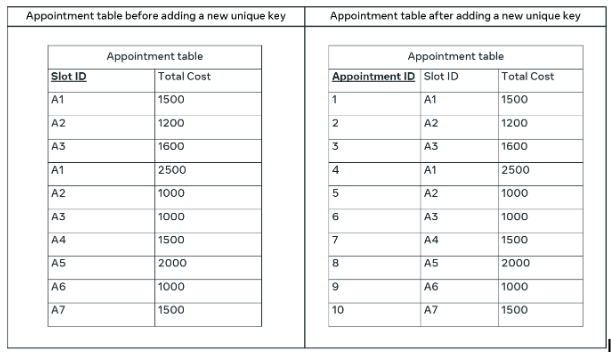 Appointment table before adding a new unique key
Appointment table
Slot ID Total Cost
A1 1500
A2 1200
A3 1600
A1 2500
A2 1000
A3 1000
A4 1500
A5 2000
A6 1000
A7 1500
Appointment table after adding a new unique key
Appointment table
Appointment ID Slot ID Total Cost
1 A1 1500
2 A2 1200
3 A3 1600
4 A1 2500
5 A2 1000
6 A3 1000
7 A4 1500
8 A5 2000
9 A6 1000
10 A7 1500